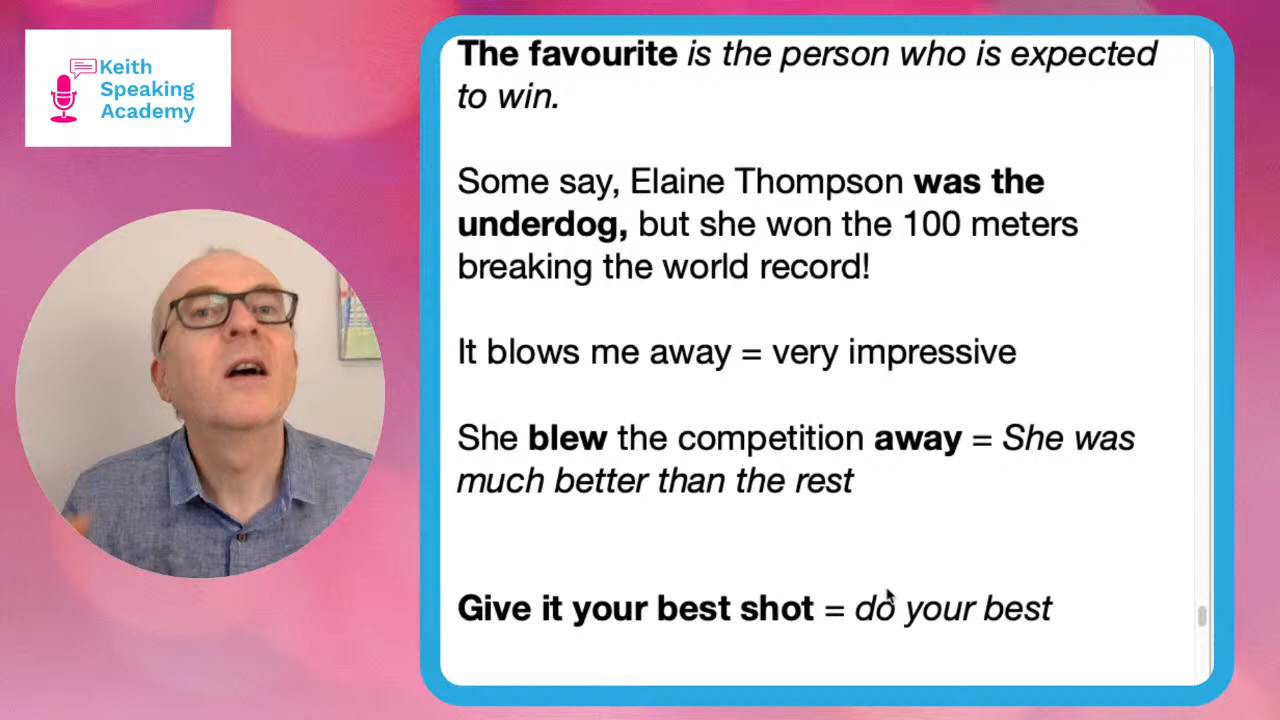 Keith
Speaking
Academy
The favourite is the person who is expected
to win.
Some say, Elaine Thompson was the
underdog, but she won the 100 meters
breaking the world record!
It blows me away = very impressive
She blew the competition away = She was
much better than the rest
Give it your best shot = do your best